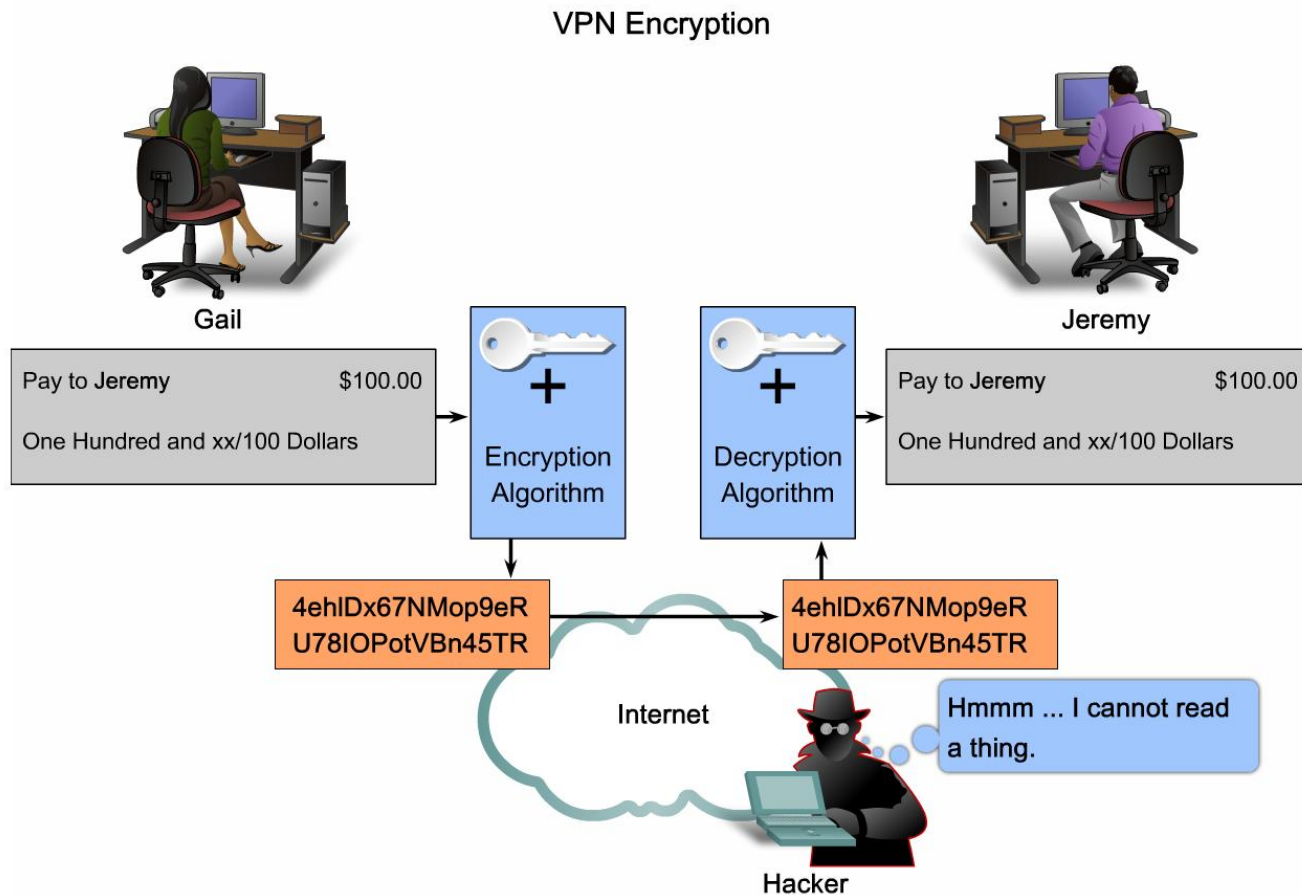 VPN Encryption
Gail
Jeremy
Pay to Jeremy $100.00
One Hundred and xx/100 Dollars
+
Encryption
Algorithm
+
Decryption
Algorithm
Pay to Jeremy $100.00
One Hundred and xx/100 Dollars
4ehIDx67NMop9eR
U78IOPotVBn45TR
4ehIDx67NMop9eR
U78IOPotVBn45TR
Internet
Hmmm ... I cannot read
a thing.
Hacker